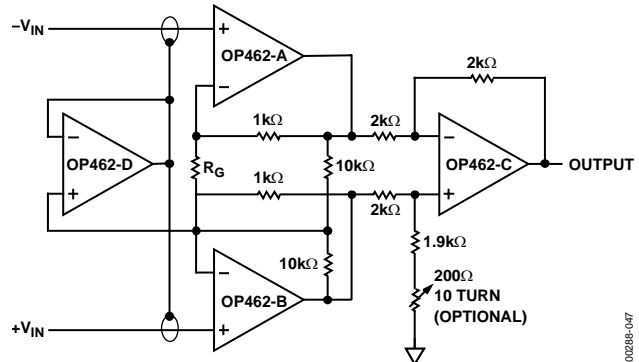 −VIN
OP462-A
2kΩ
1kΩ
2kΩ
OP462-D
RG
10kΩ
OP462-C
OUTPUT
1kΩ
2kΩ
1.9kΩ
10kΩ
OP462-B
200Ω
10 TURN
(OPTIONAL)
+VIN
00288-047